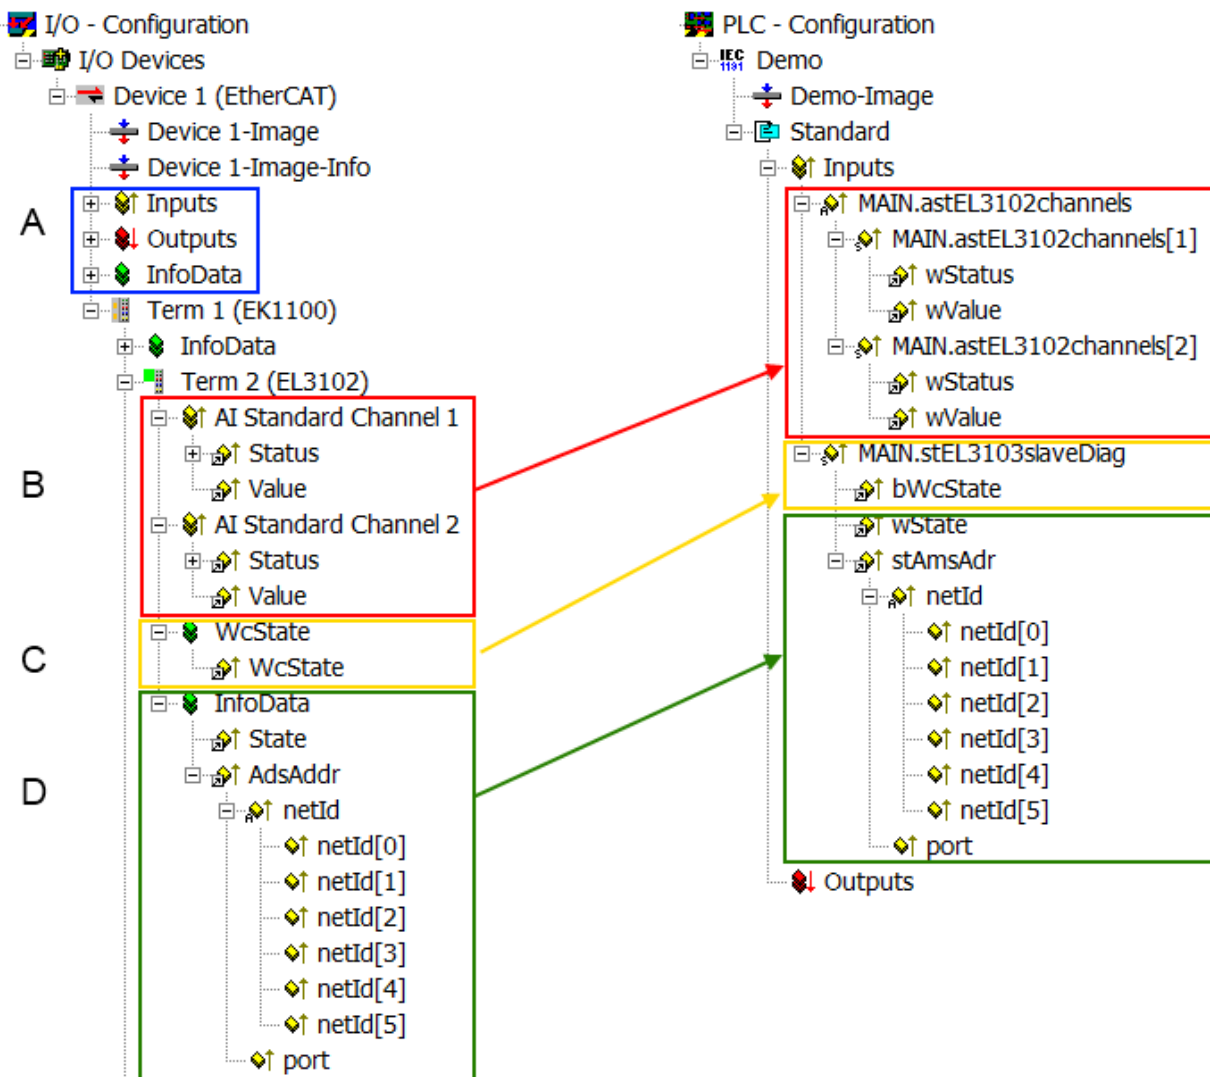 I/O - Configuration
I/O Devices
Device 1 (EtherCAT)
Device 1-Image
Device 1-Image-Info
A
Inputs
Outputs
InfoData
Term 1 (EK1100)
InfoData
Term 2 (EL3102)
AI Standard Channel 1
Status
B
Value
AI Standard Channel 2
Status
Value
WcState
C
WcState
InfoData
State
D
AdsAddr
netId
netId[0]
netId[1]
netId[2]
netId[3]
netId[4]
netId[5]
port
PLC - Configuration
IEC
1131
Demo
Demo-Image
Standard
Inputs
MAIN.astEL3102channels
MAIN.astEL3102channels[1]
wStatus
wValue
MAIN.astEL3102channels[2]
wStatus
wValue
MAIN.stEL3103slaveDiag
bWcState
wState
stAmsAdr
netId
netId[0]
netId[1]
netId[2]
netId[3]
netId[4]
netId[5]
port
Outputs